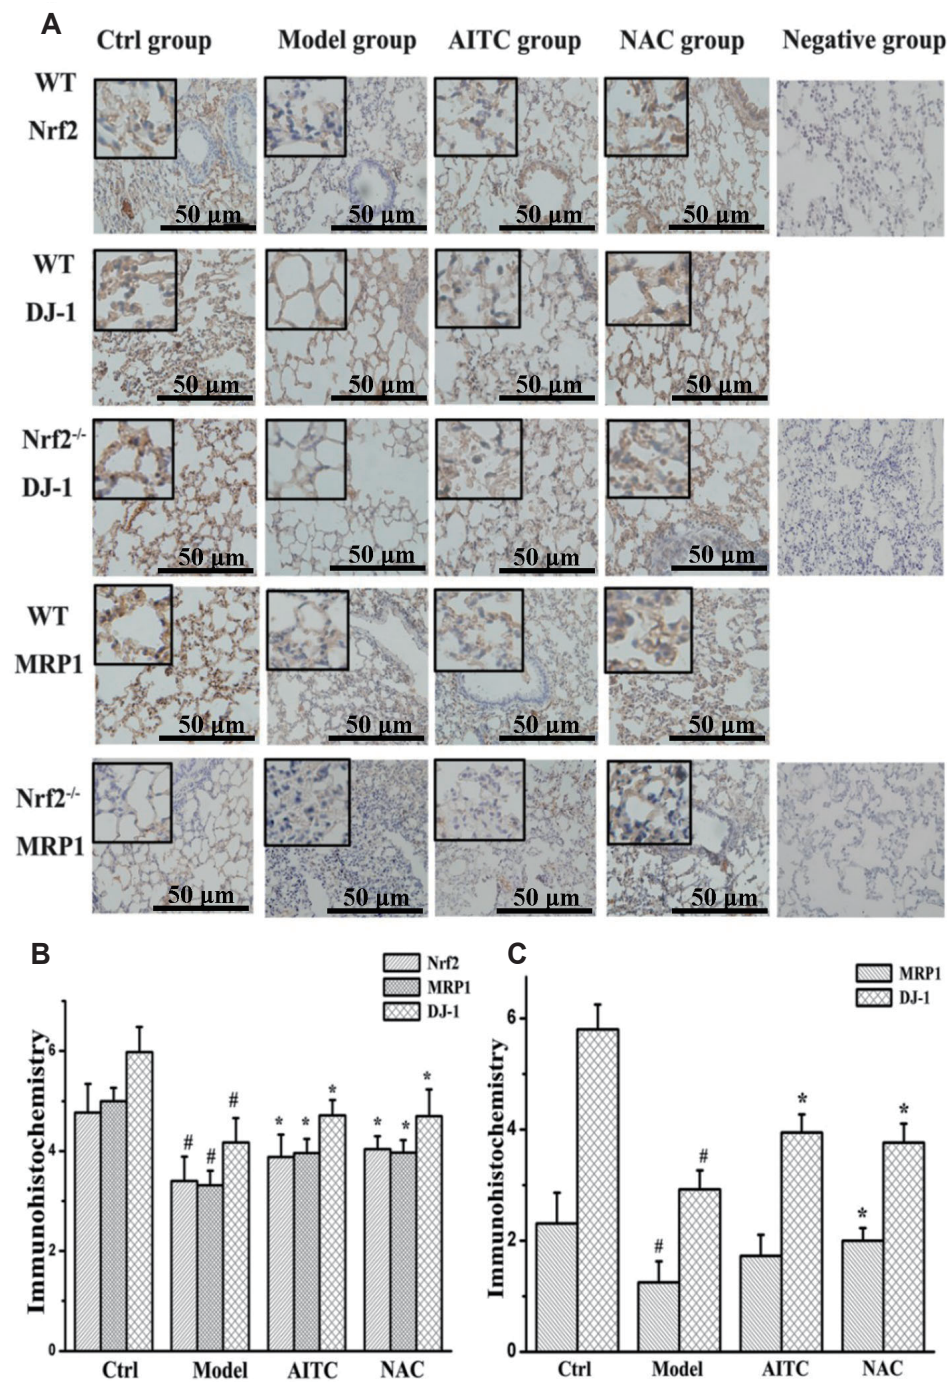 A
Ctrl group Model group AITC group NAC group Negative group
WT
Nrf2
50 µm 50 µm 50 µm 50 µm
WT
DJ-1
50 µm 50 µm 50 µm 50 µm
Nrf2-/-
DJ-1
50 µm 50 µm 50 µm 50 µm
WT
MRP1
50 µm 50 µm 50 µm 50 µm
Nrf2-/-
MRP1
50 µm 50 µm 50 µm 50 µm
B
Nrf2
MRP1
DJ-1
Immunohistochemistry
6
4
2
0
# # #
* * *
* * *
Ctrl Model AITC NAC
C
MRP1
DJ-1
Immunohistochemistry
6
4
2
0
# #
*
* *
Ctrl Model AITC NAC